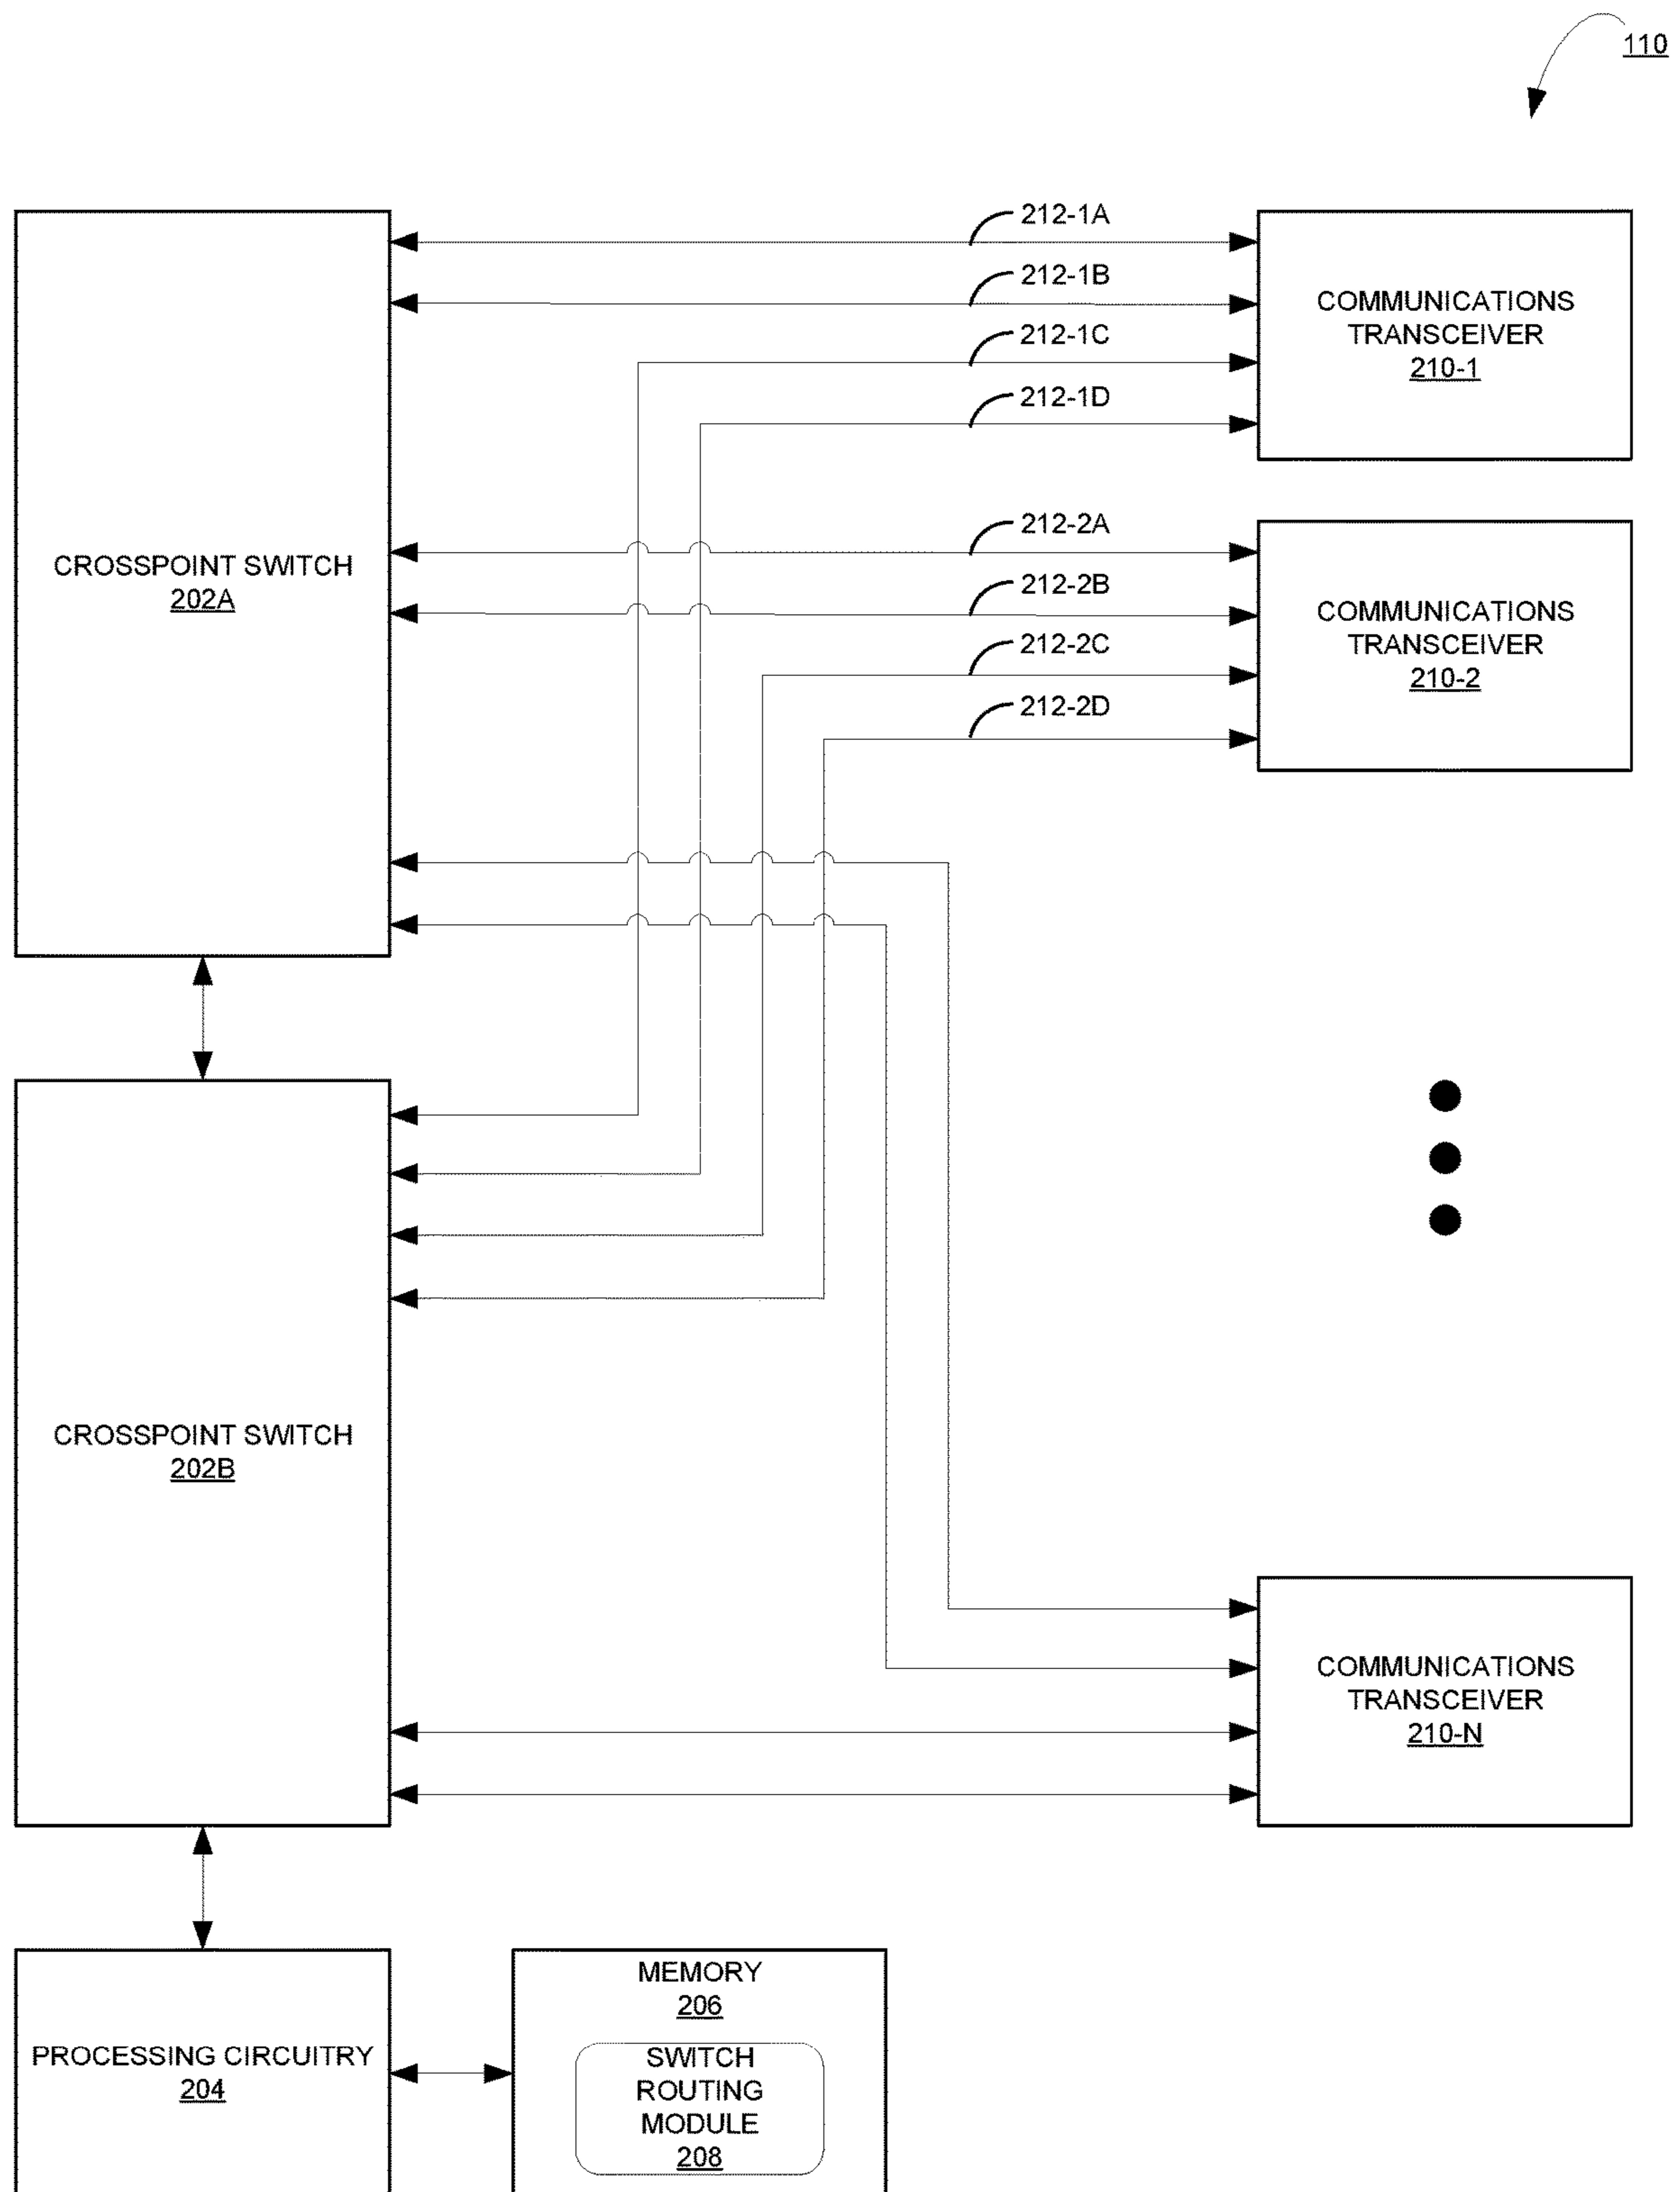 110
212-1A
212-1B
212-1C
212-1D
COMMUNICATIONS
TRANSCEIVER
210-1
CROSSPOINT SWITCH
202A
212-2A
212-2B
212-2C
212-2D
COMMUNICATIONS
TRANSCEIVER
210-2
CROSSPOINT SWITCH
202B
COMMUNICATIONS
TRANSCEIVER
210-N
PROCESSING CIRCUITRY
204
MEMORY
206
SWITCH
ROUTING
MODULE
208